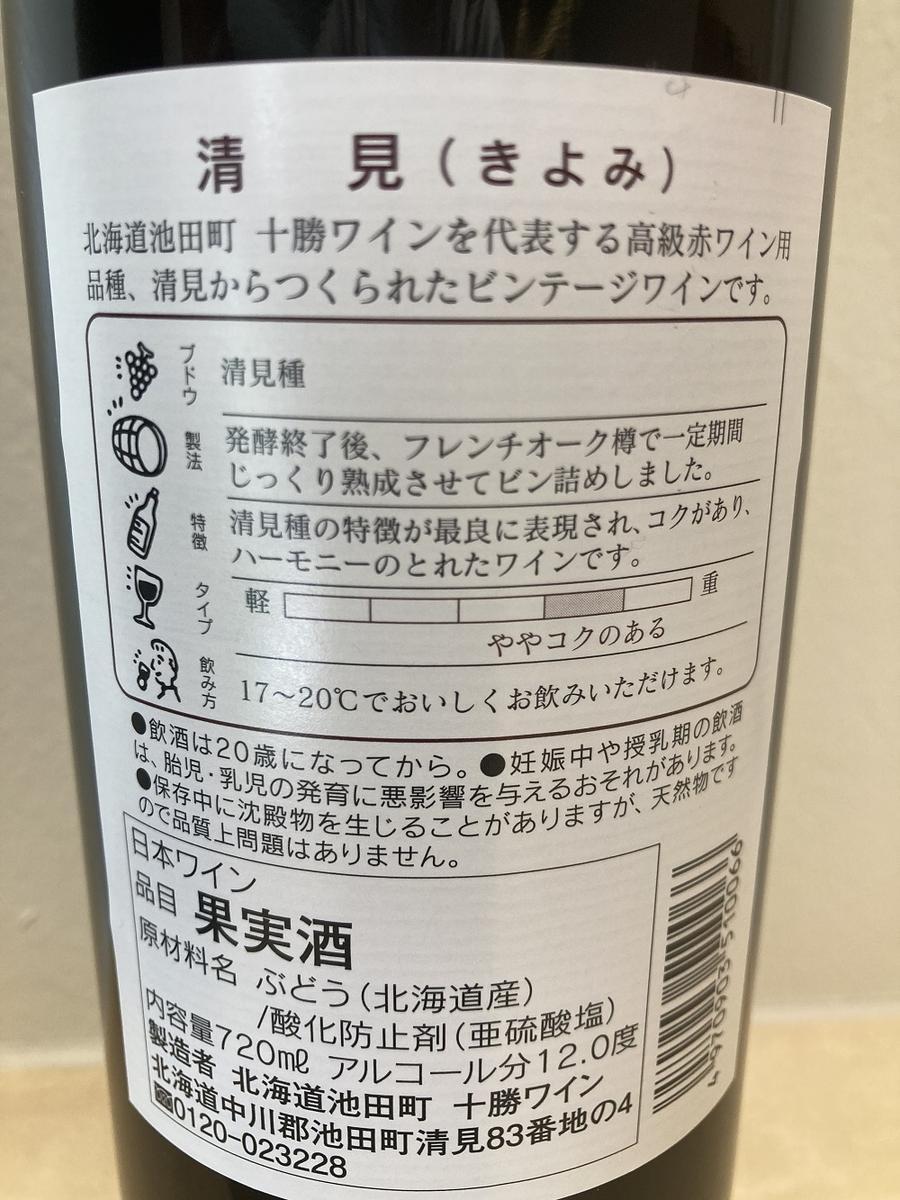 清見（きよみ）
北海道池田町 十勝ワインを代表する高級赤ワイン用
品種、清見からつくられたビンテージワインです。
ブドウ
清見種
製法
発酵終了後、フレンチオーク樽で一定期間
じっくり熟成させてビン詰めしました。
特徴
清見種の特徴が最良に表現され、コクがあり、
ハーモニーのとれたワインです。
タイプ
軽 重
ややコクのある
飲み方
17～20℃でおいしくお飲みいただけます。
●飲酒は20歳になってから。●妊娠中や授乳期の飲酒
は、胎児・乳児の発育に悪影響を与えるおそれがあります。
●保存中に沈殿物を生じることがありますが、天然物です
ので品質上問題はありません。
日本ワイン
品目 果実酒
原材料名 ぶどう（北海道産）
/酸化防止剤（亜硫酸塩）
内容量720㎖ アルコール分12.0度
製造者 北海道池田町 十勝ワイン
北海道中川郡池田町清見83番地の4
0120-023228